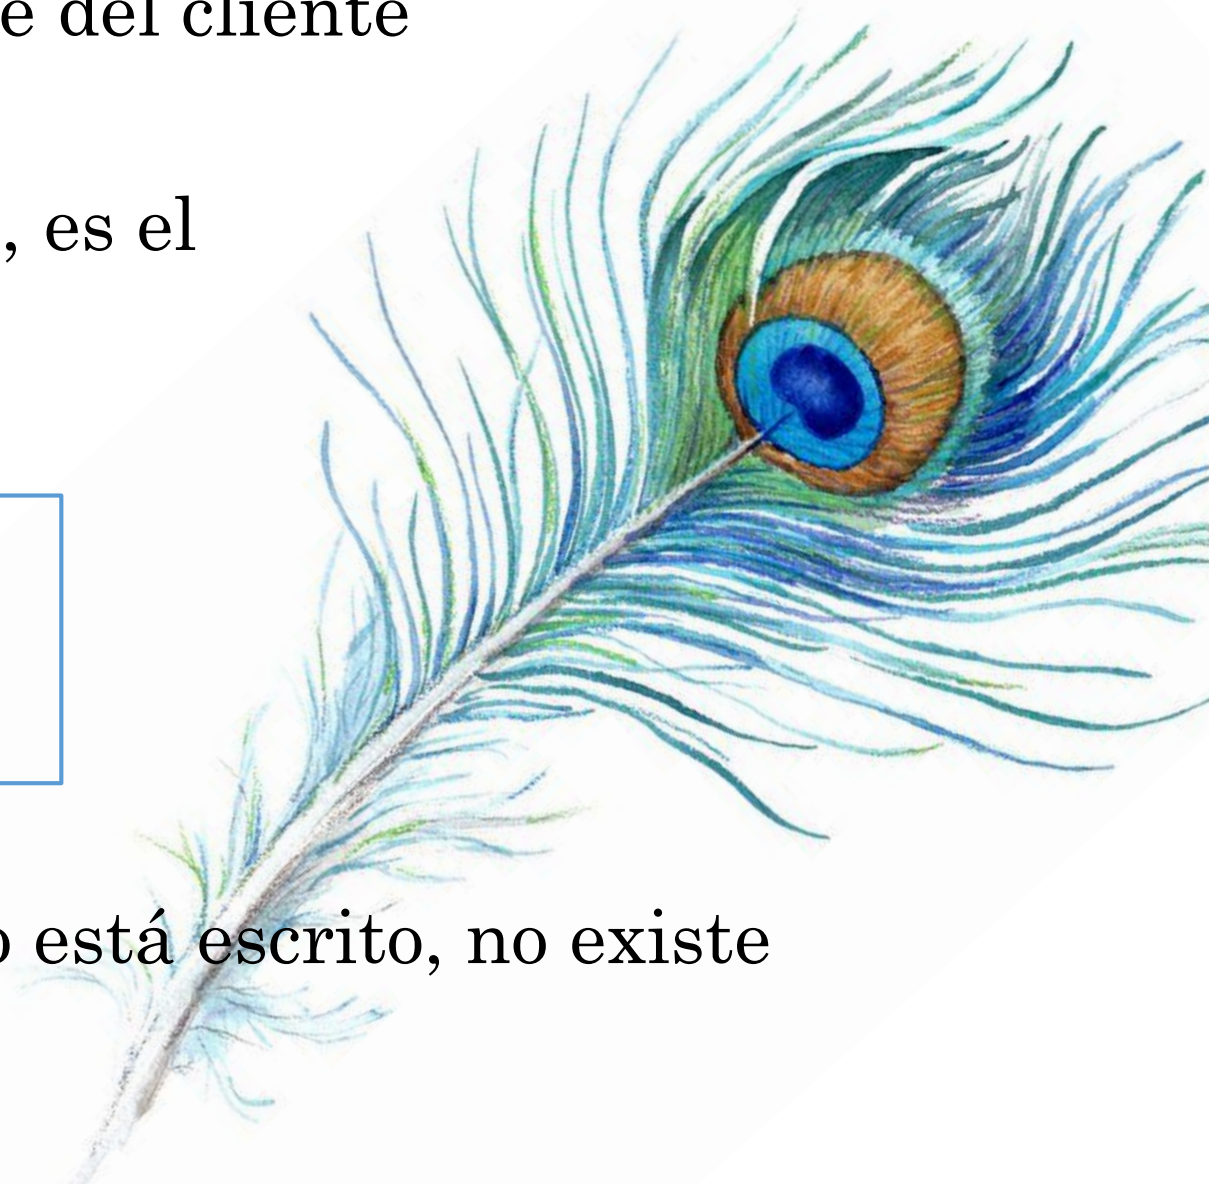 e del cliente
, es el
o está escrito, no existe